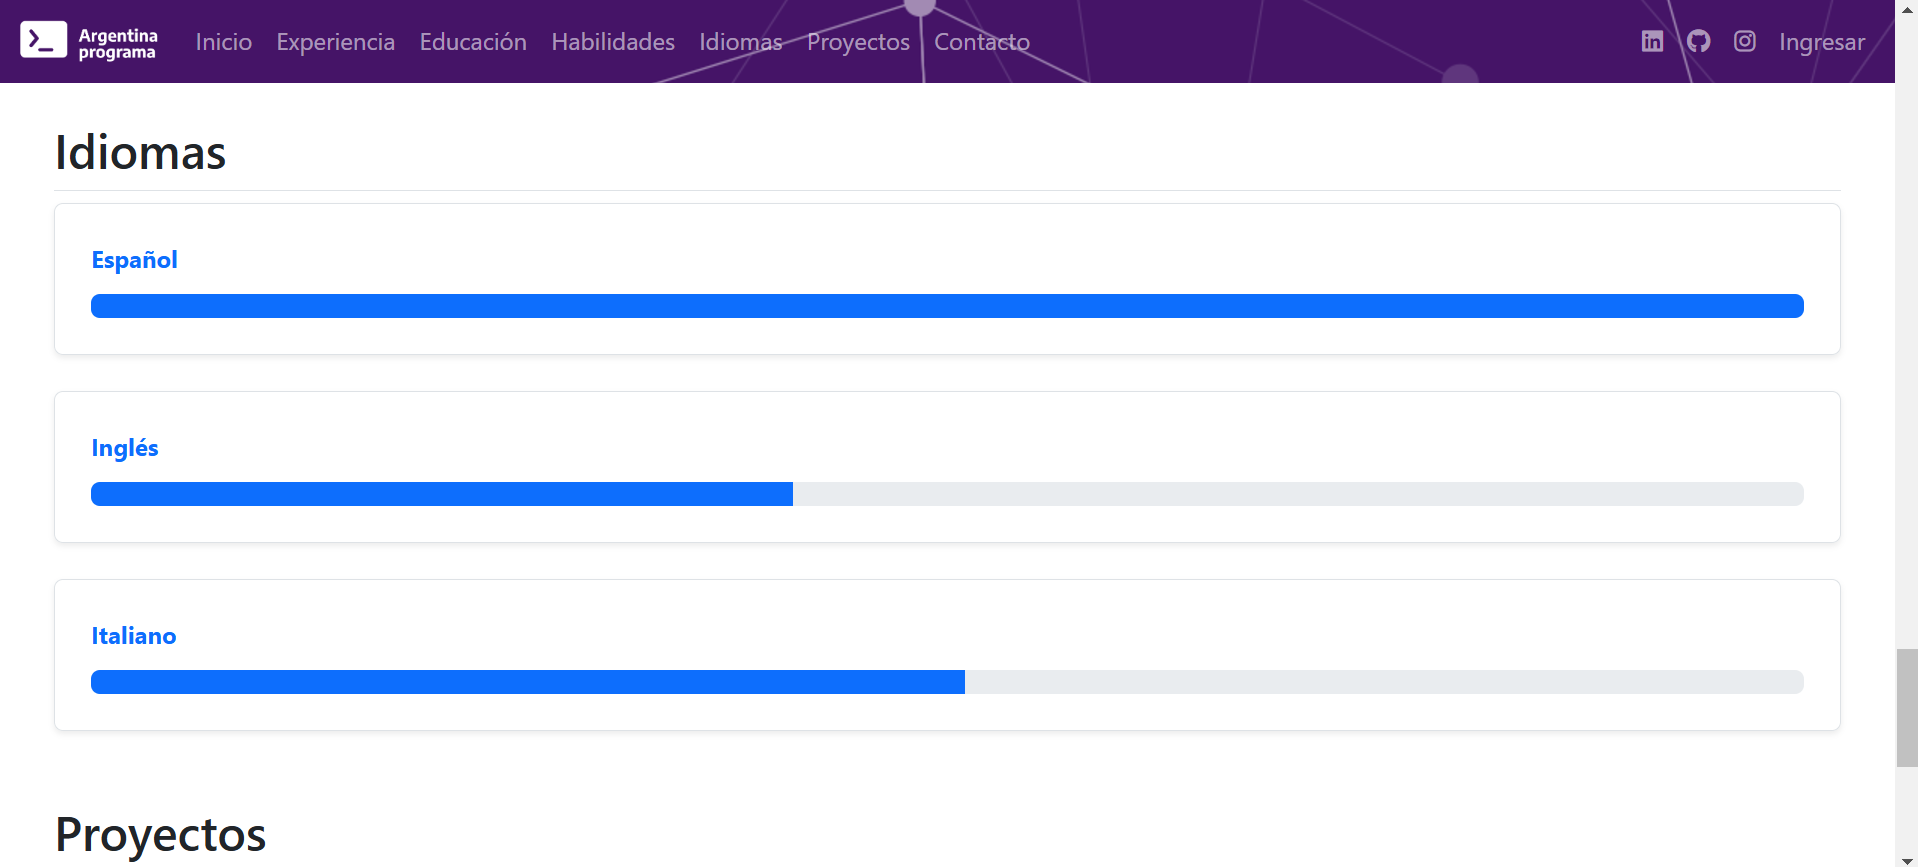 Argentina
programa
Inicio Experiencia Educación Habilidades Idiomas Proyectos Contacto Ingresar
Idiomas
Español
Inglés
Italiano
Proyectos